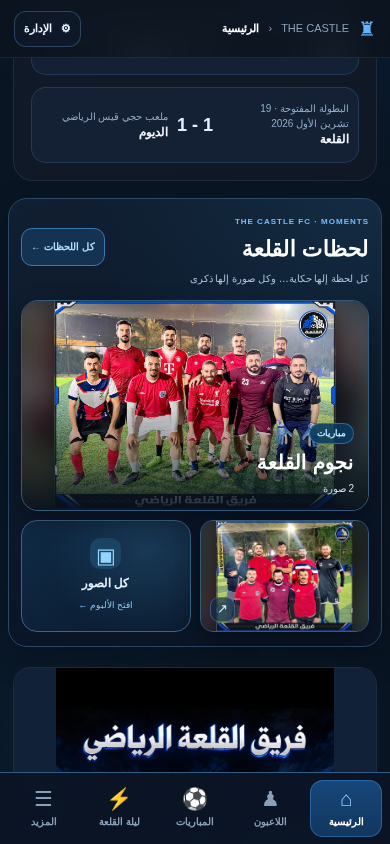 THE CASTLE › الرئيسية
⚙ الإدارة
البطولة المفتوحة · 19
تشرين الأول 2026
القلعة
1 - 1
ملعب حجي قيس الرياضي
الديوم
THE CASTLE FC · MOMENTS
لحظات القلعة
كل اللحظات ←
كل لحظة إلها حكاية… وكل صورة إلها ذكرى
مباريات
نجوم القلعة
2 صورة
فريق القلعة الرياضي
فريق القلعة الرياضي
كل الصور
افتح الألبوم ←
فريق القلعة الرياضي
الرئيسية
اللاعبون
المباريات
ليلة القلعة
المزيد